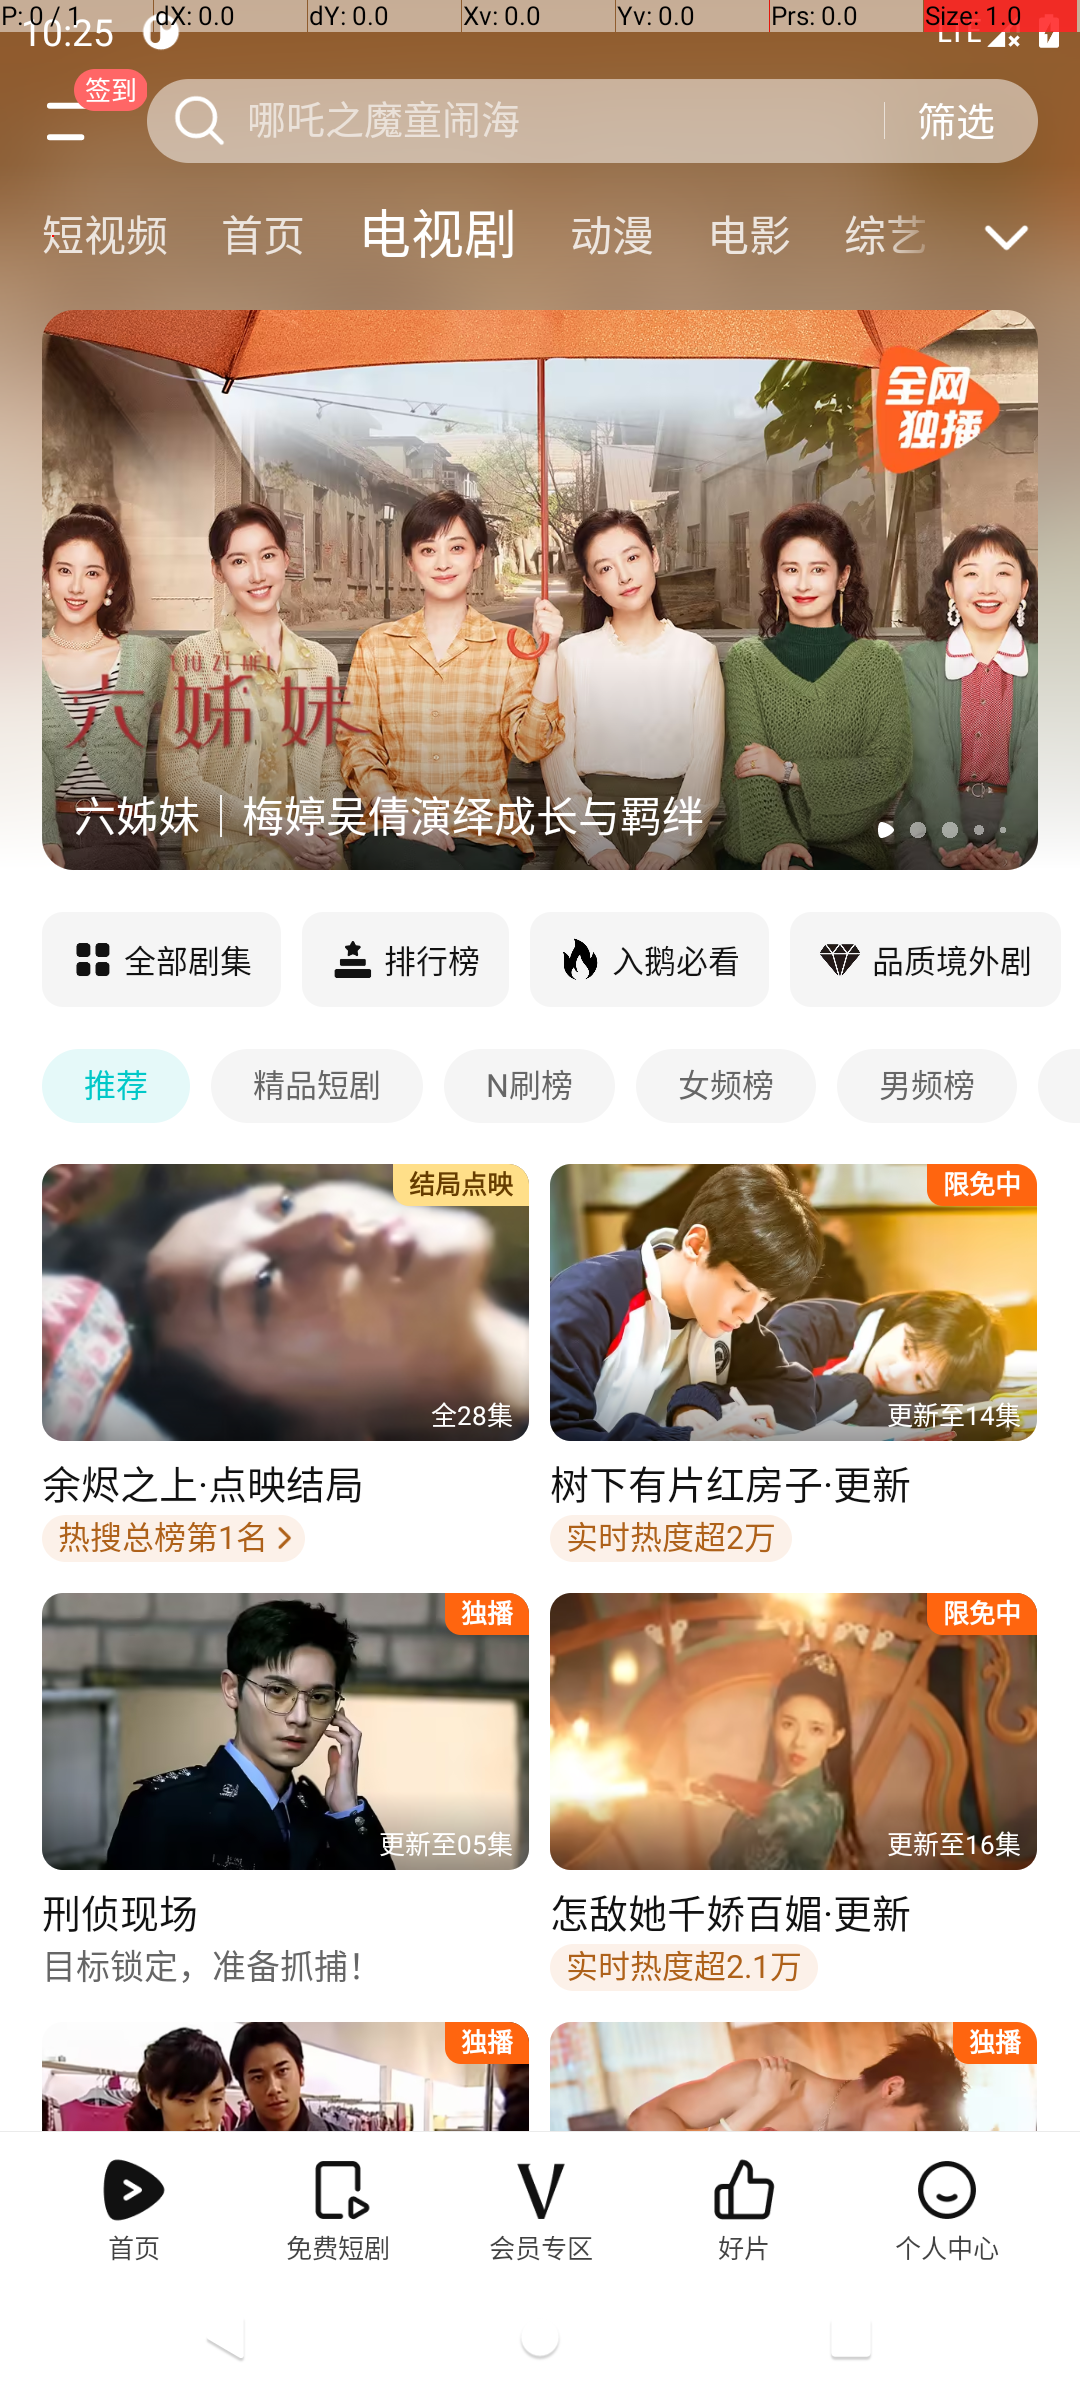 P: 0 / 1 dX: 0.0 dY: 0.0 Xv: 0.0 Yv: 0.0 Prs: 0.0 Size: 1.0
10:25 LTE
签到
哪吒之魔童闹海 筛选
短视频 首页 电视剧 动漫 电影 综艺
全网
独播
LIU ZI MEI
六姊妹
六姊妹｜梅婷吴倩演绎成长与羁绊
全部剧集 排行榜 入鹅必看 品质境外剧
推荐 精品短剧 N刷榜 女频榜 男频榜
结局点映 限免中
全28集 更新至14集
余烬之上·点映结局 树下有片红房子·更新
热搜总榜第1名 实时热度超2万
独播 限免中
更新至05集 更新至16集
刑侦现场 怎敌她千娇百媚·更新
目标锁定，准备抓捕！ 实时热度超2.1万
独播 独播
首页 免费短剧 会员专区 好片 个人中心